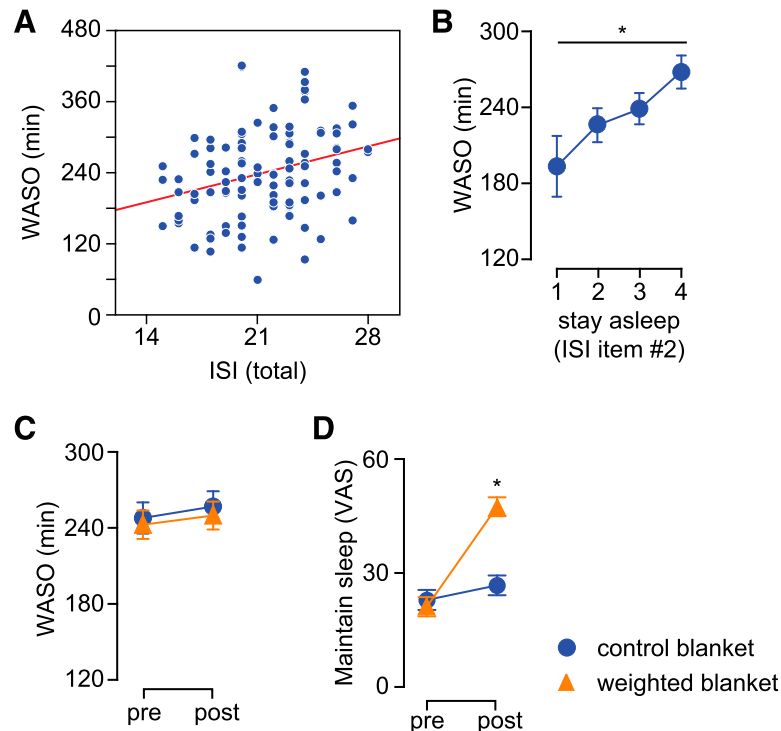 A
480
360
240
120
0
WASO (min)
14
21
28
ISI (total)
B
300
240
180
120
WASO (min)
*
1
2
3
4
stay asleep
(ISI item #2)
C
300
240
180
120
WASO (min)
pre
post
D
60
30
0
Maintain sleep (VAS)
*
pre
post
control blanket
weighted blanket